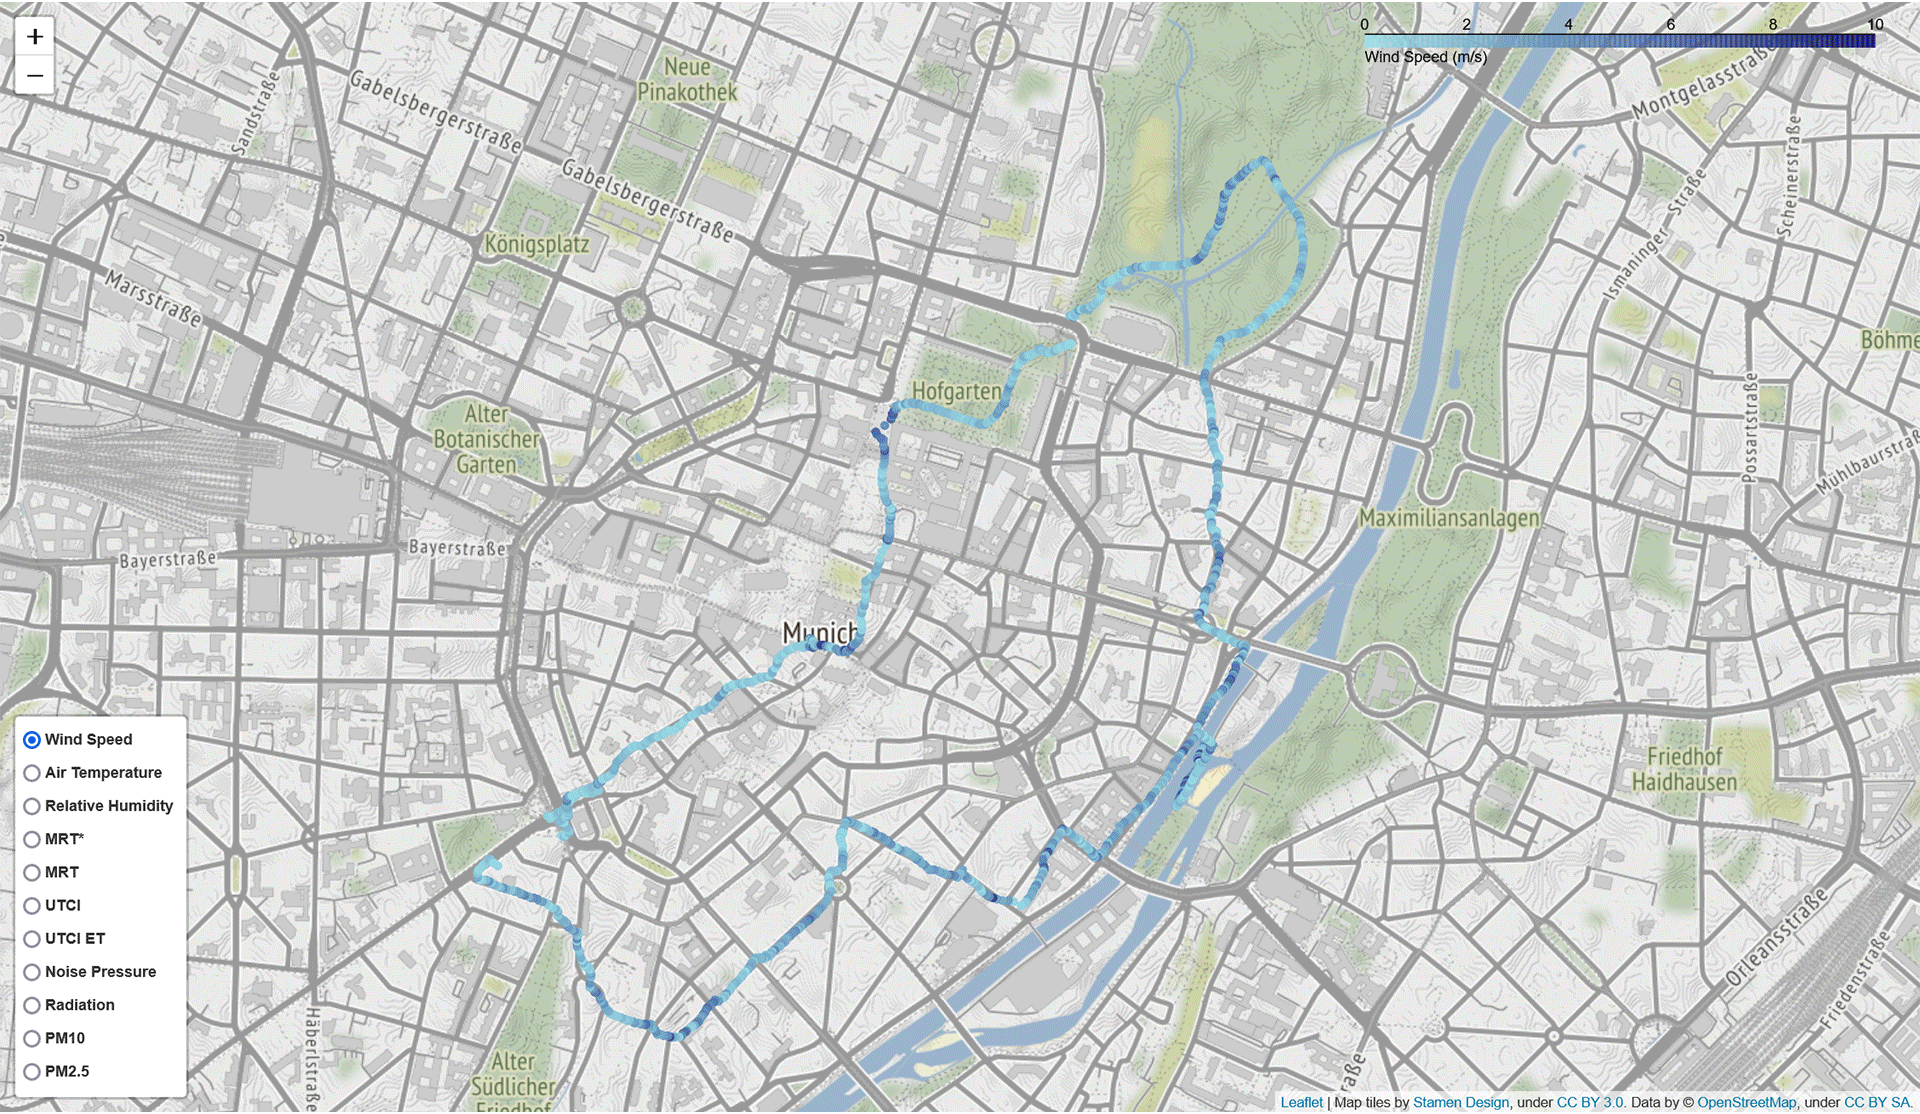 +
−
0 2 4 6 8 10
Wind Speed (m/s)
Neue
Pinakothek
Sandstraße
Gabelsbergerstraße
Gabelsbergerstraße
Montgelasstraße
Scheinerstraße
Ismaninger Straße
Königsplatz
Marsstraße
Böhme
Hofgarten
Possartstraße
Alter
Botanischer
Garten
Mühlbaurstraß
Maximiliansanlagen
Bayerstraße
Bayerstraße
Munich
Friedhof
Haidhausen
Wind Speed
Air Temperature
Relative Humidity
MRT*
MRT
UTCI
UTCI ET
Noise Pressure
Radiation
PM10
PM2.5
Häberlstraße
Orleansstraße
Friedenstraße
Alter
Südlicher
Friedhof
raße
Leaflet | Map tiles by Stamen Design, under CC BY 3.0. Data by © OpenStreetMap, under CC BY SA.